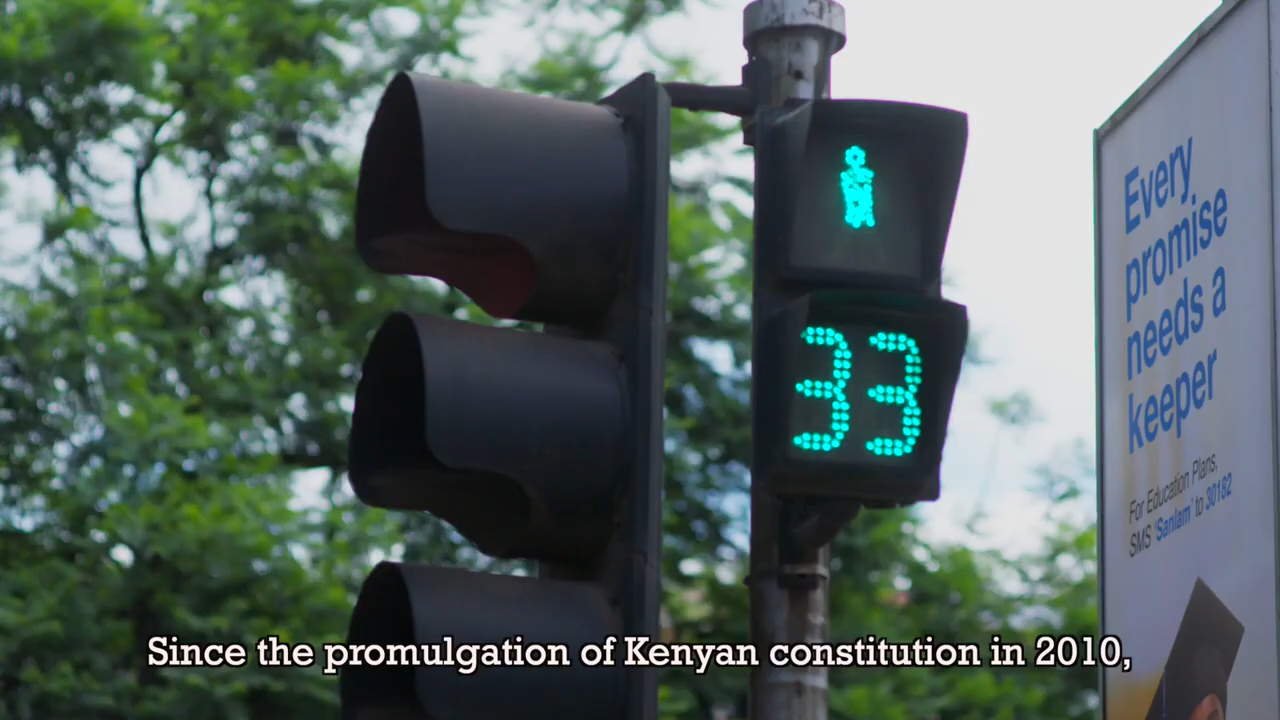 33
Every
promise
needs a
keeper
For Education Plans,
SMS 'Sanlam' to 30182
Since the promulgation of Kenyan constitution in 2010,